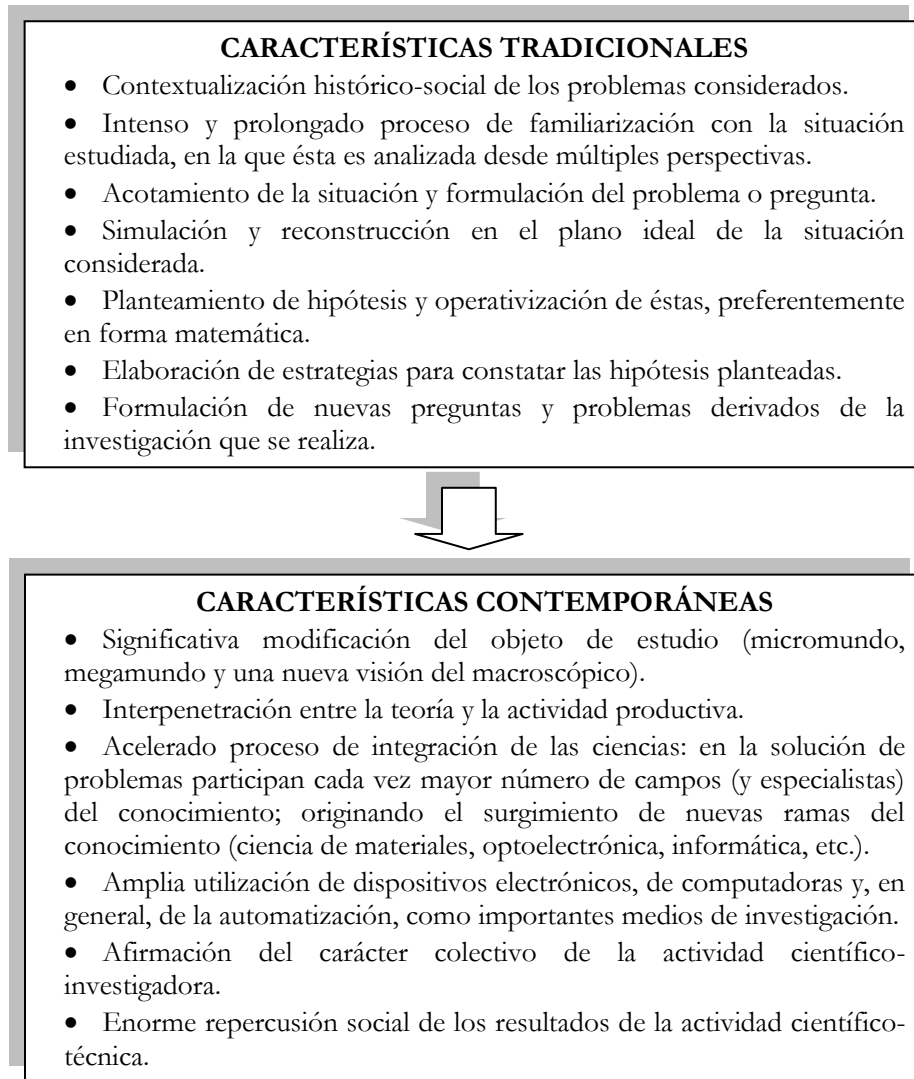 CARACTERÍSTICAS TRADICIONALES
• Contextualización histórico-social de los problemas considerados.
• Intenso y prolongado proceso de familiarización con la situación
estudiada, en la que ésta es analizada desde múltiples perspectivas.
• Acotamiento de la situación y formulación del problema o pregunta.
• Simulación y reconstrucción en el plano ideal de la situación
considerada.
• Planteamiento de hipótesis y operativización de éstas, preferentemente
en forma matemática.
• Elaboración de estrategias para constatar las hipótesis planteadas.
• Formulación de nuevas preguntas y problemas derivados de la
investigación que se realiza.
CARACTERÍSTICAS CONTEMPORÁNEAS
• Significativa modificación del objeto de estudio (micromundo,
megamundo y una nueva visión del macroscópico).
• Interpenetración entre la teoría y la actividad productiva.
• Acelerado proceso de integración de las ciencias: en la solución de
problemas participan cada vez mayor número de campos (y especialistas)
del conocimiento; originando el surgimiento de nuevas ramas del
conocimiento (ciencia de materiales, optoelectrónica, informática, etc.).
• Amplia utilización de dispositivos electrónicos, de computadoras y, en
general, de la automatización, como importantes medios de investigación.
• Afirmación del carácter colectivo de la actividad científico-
investigadora.
• Enorme repercusión social de los resultados de la actividad científico-
técnica.